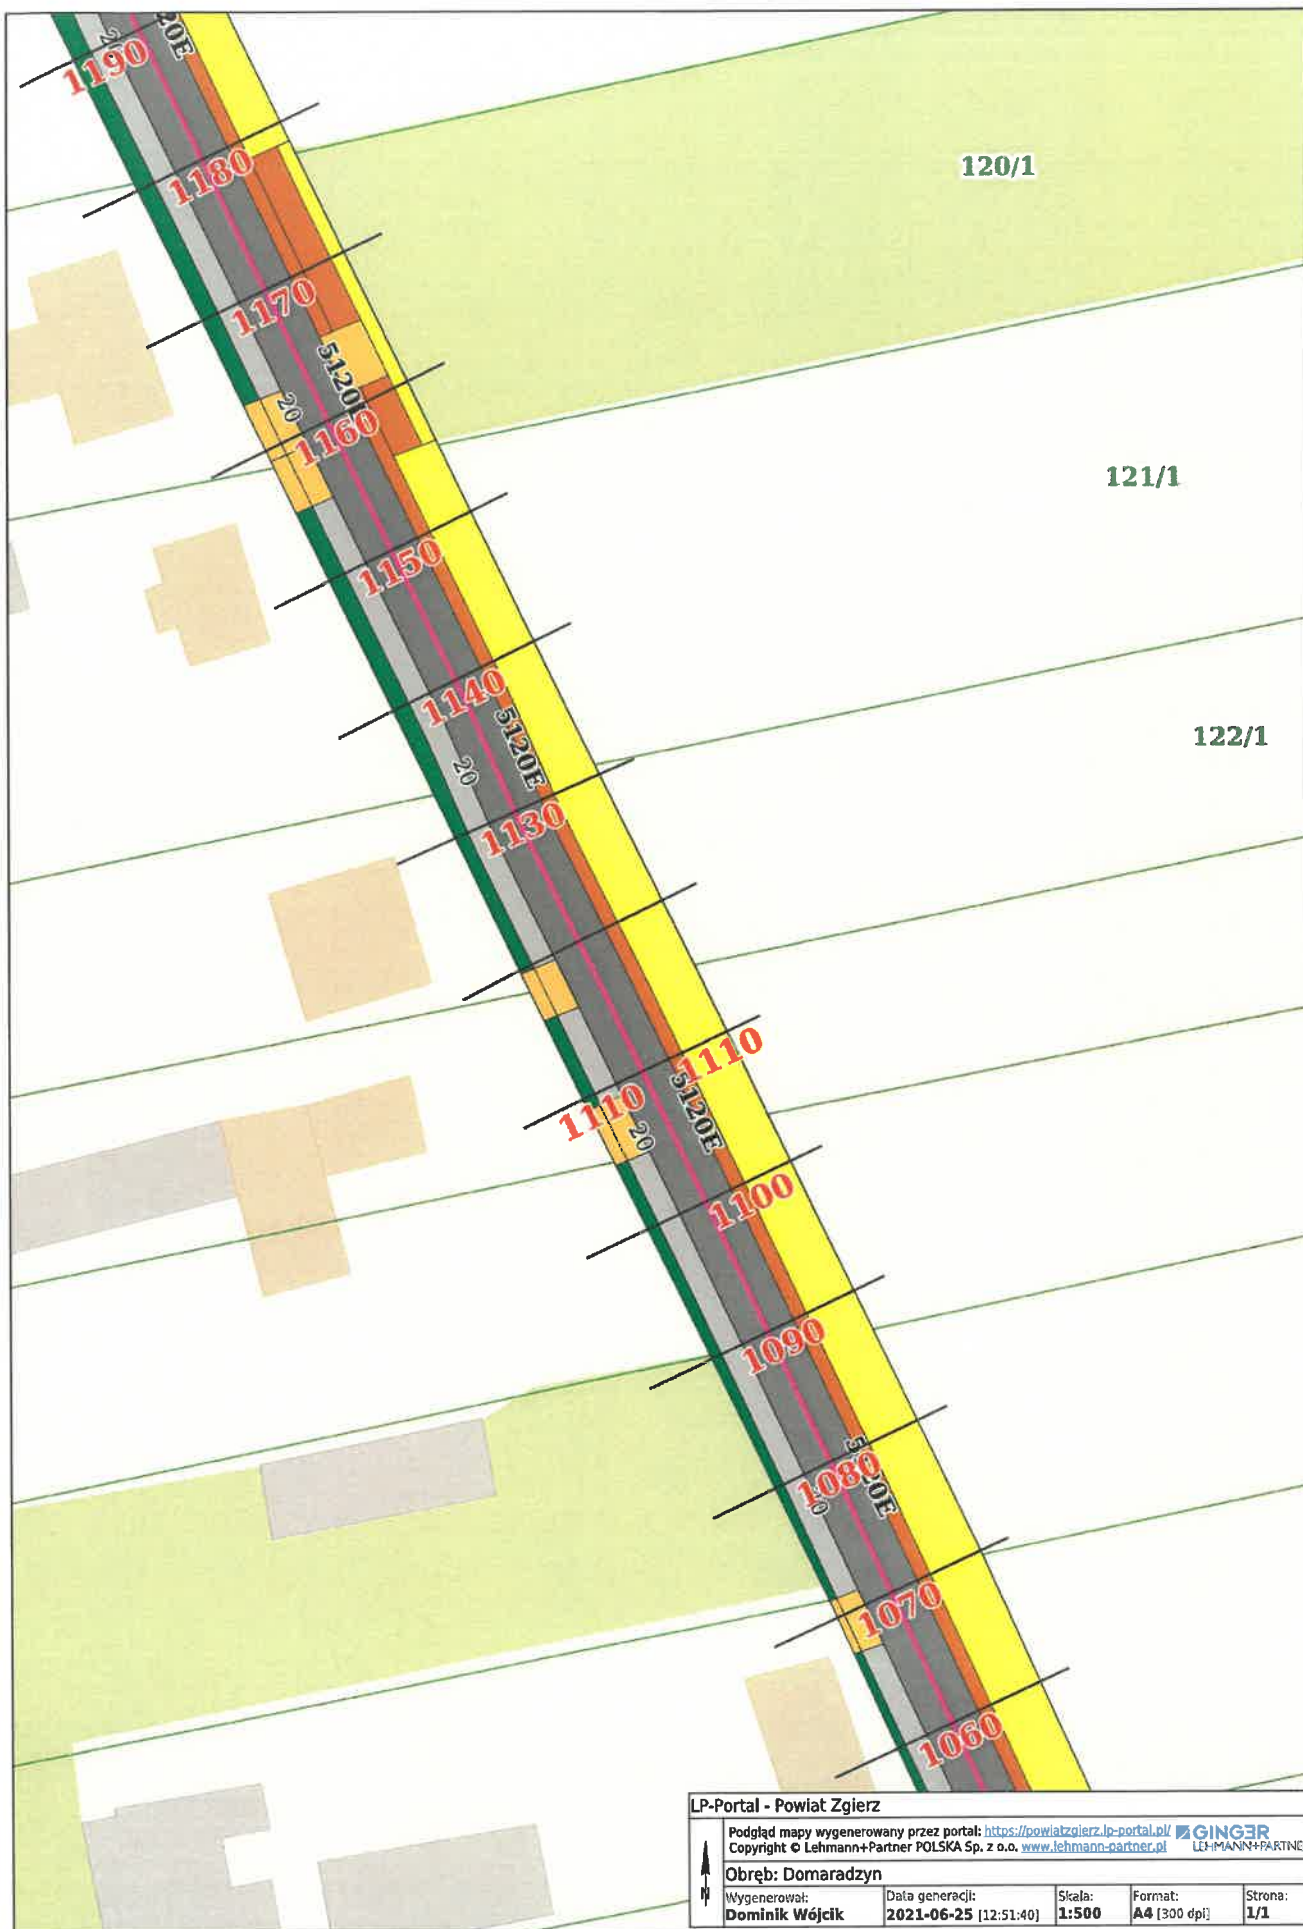 20E
20
1190
120/1
1180
1170
5120E
20
1160
121/1
1150
1140
122/1
5120E
20
1130
1110
1110
5120E
20
1100
1090
1080
1070
1060
LP-Portal - Powiat Zgierz
Podgląd mapy wygenerowany przez portal: https://powiatzgierz.lp-portal.pl/ GINGER
Copyright © Lehmann+Partner POLSKA Sp. z o.o. www.lehmann-partner.pl LEHMANN+PARTNE
N
Obręb: Domaradzyn
Wygenerował: Data generacji: Skala: Format: Strona:
Dominik Wójcik 2021-06-25 [12:51:40] 1:500 A4 [300 dpi] 1/1